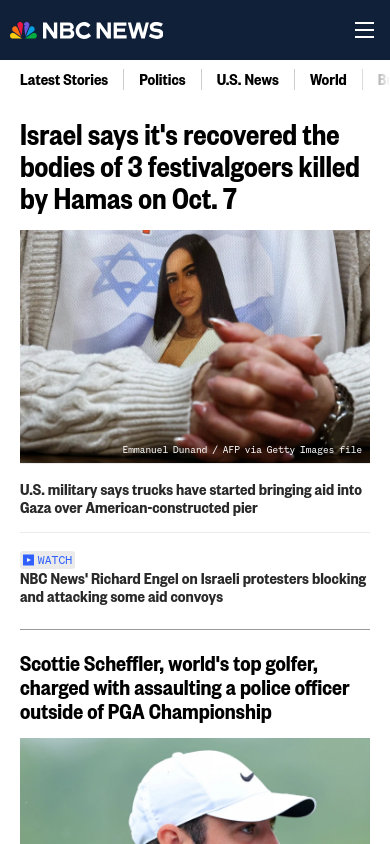 NBC NEWS
Latest Stories
Politics
U.S. News
World
Israel says it's recovered the
bodies of 3 festivalgoers killed
by Hamas on Oct. 7
Emmanuel Dunand / AFP via Getty Images file
U.S. military says trucks have started bringing aid into
Gaza over American-constructed pier
WATCH
NBC News' Richard Engel on Israeli protesters blocking
and attacking some aid convoys
Scottie Scheffler, world's top golfer,
charged with assaulting a police officer
outside of PGA Championship